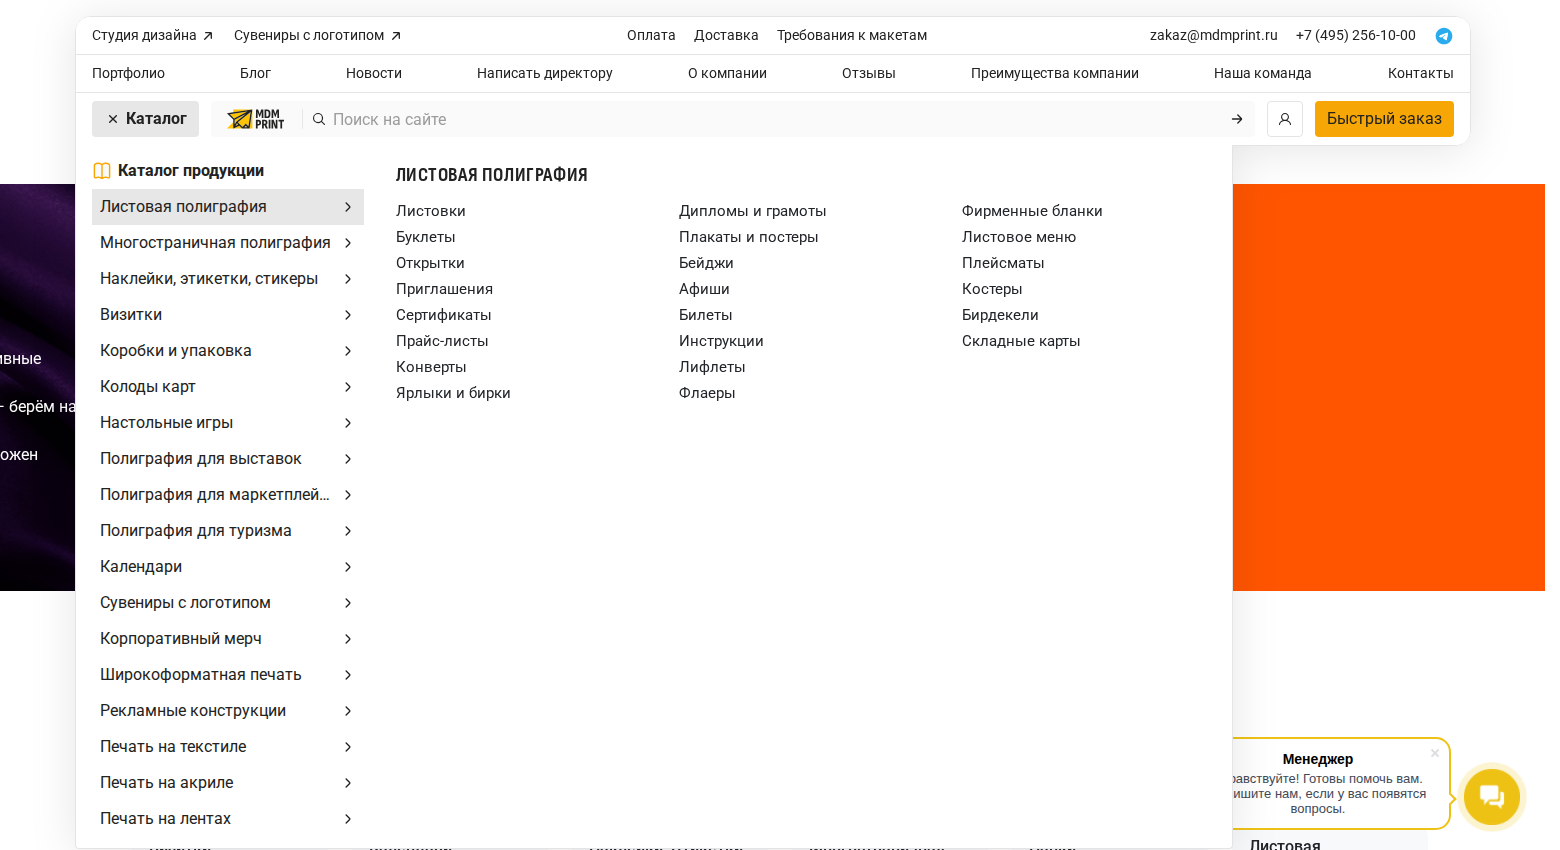 Студия дизайна
Сувениры с логотипом
Оплата
Доставка
Требования к макетам
zakaz@mdmprint.ru
+7 (495) 256-10-00
Портфолио
Блог
Новости
Написать директору
О компании
Отзывы
Преимущества компании
Наша команда
Контакты
Каталог
MDM
PRINT
Поиск на сайте
Быстрый заказ
Каталог продукции
Листовая полиграфия
Многостраничная полиграфия
Наклейки, этикетки, стикеры
Визитки
Коробки и упаковка
Колоды карт
Настольные игры
Полиграфия для выставок
Полиграфия для маркетплей...
Полиграфия для туризма
Календари
Сувениры с логотипом
Корпоративный мерч
Широкоформатная печать
Рекламные конструкции
Печать на текстиле
Печать на акриле
Печать на лентах
ЛИСТОВАЯ ПОЛИГРАФИЯ
Листовки
Буклеты
Открытки
Приглашения
Сертификаты
Прайс-листы
Конверты
Ярлыки и бирки
Дипломы и грамоты
Плакаты и постеры
Бейджи
Афиши
Билеты
Инструкции
Лифлеты
Флаеры
Фирменные бланки
Листовое меню
Плейсматы
Костеры
Бирдекели
Складные карты
– берём на
Менеджер
равствуйте! Готовы помочь вам.
ишите нам, если у вас появятся
вопросы.
Листовая